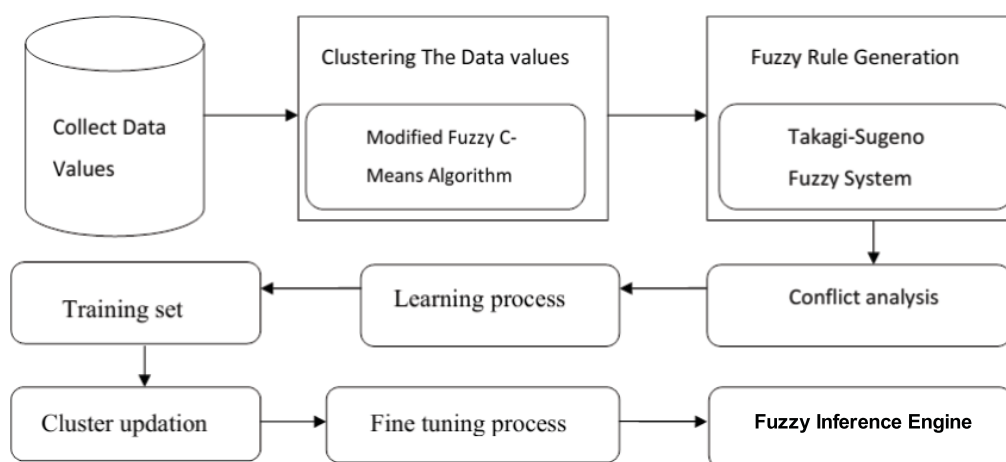 Collect Data
Values
Clustering The Data values
Modified Fuzzy C-
Means Algorithm
Fuzzy Rule Generation
Takagi-Sugeno
Fuzzy System
Conflict analysis
Learning process
Training set
Cluster updation
Fine tuning process
Fuzzy Inference Engine